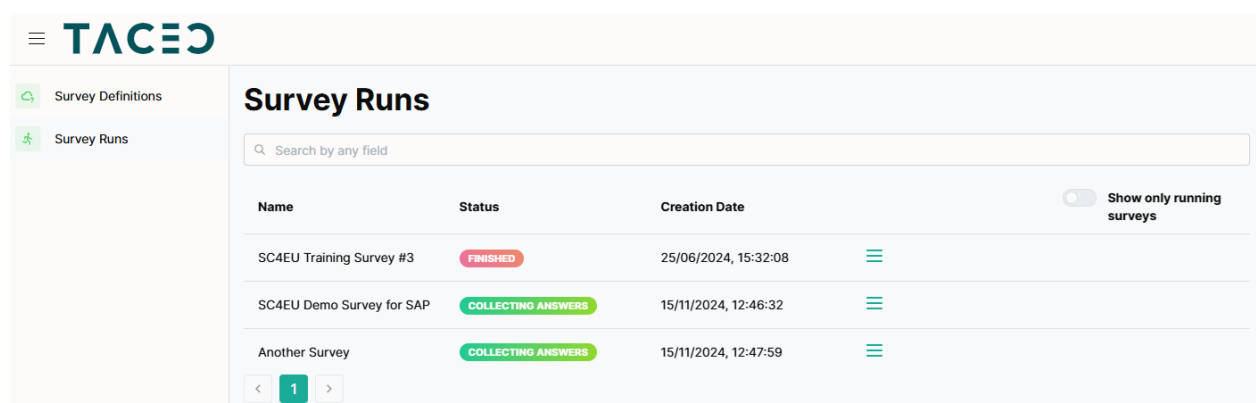 TACEO
Survey Definitions
Survey Runs
Survey Runs
Search by any field
Name Status Creation Date Show only running
surveys
SC4EU Training Survey #3 FINISHED 25/06/2024, 15:32:08
SC4EU Demo Survey for SAP COLLECTING ANSWERS 15/11/2024, 12:46:32
Another Survey COLLECTING ANSWERS 15/11/2024, 12:47:59
< 1 >